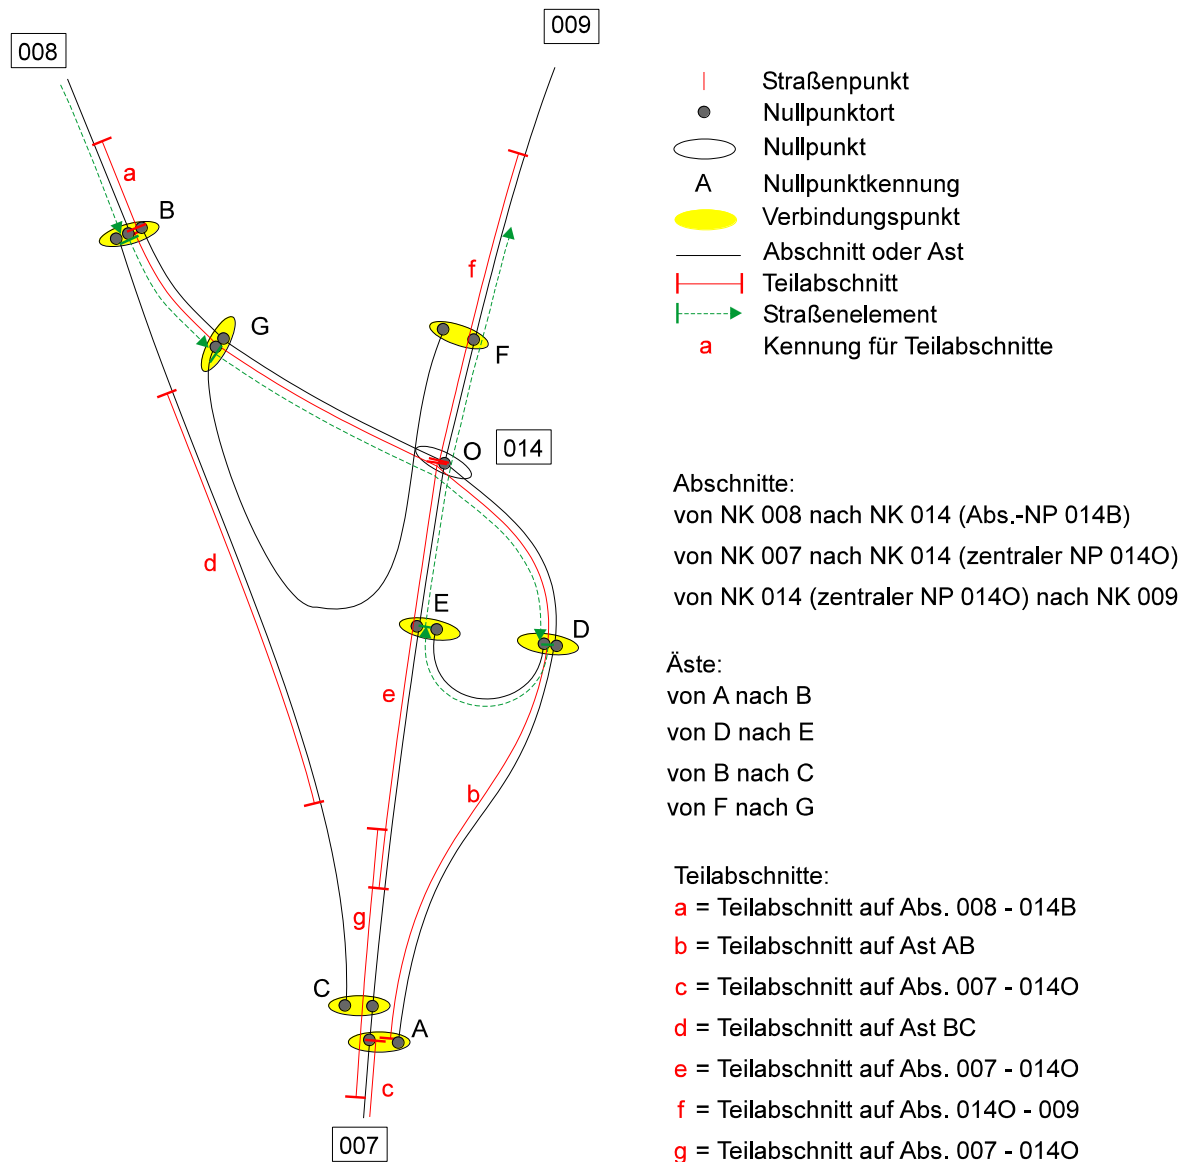 008
009
a
B
G
f
F
O
014
d
E
D
e
b
g
C
A
c
007
Straßenpunkt
Nullpunktort
Nullpunkt
A Nullpunktkennung
Verbindungspunkt
Abschnitt oder Ast
Teilabschnitt
Straßenelement
a Kennung für Teilabschnitte
Abschnitte:
von NK 008 nach NK 014 (Abs.-NP 014B)
von NK 007 nach NK 014 (zentraler NP 014O)
von NK 014 (zentraler NP 014O) nach NK 009
Äste:
von A nach B
von D nach E
von B nach C
von F nach G
Teilabschnitte:
a = Teilabschnitt auf Abs. 008 - 014B
b = Teilabschnitt auf Ast AB
c = Teilabschnitt auf Abs. 007 - 014O
d = Teilabschnitt auf Ast BC
e = Teilabschnitt auf Abs. 007 - 014O
f = Teilabschnitt auf Abs. 014O - 009
g = Teilabschnitt auf Abs. 007 - 014O